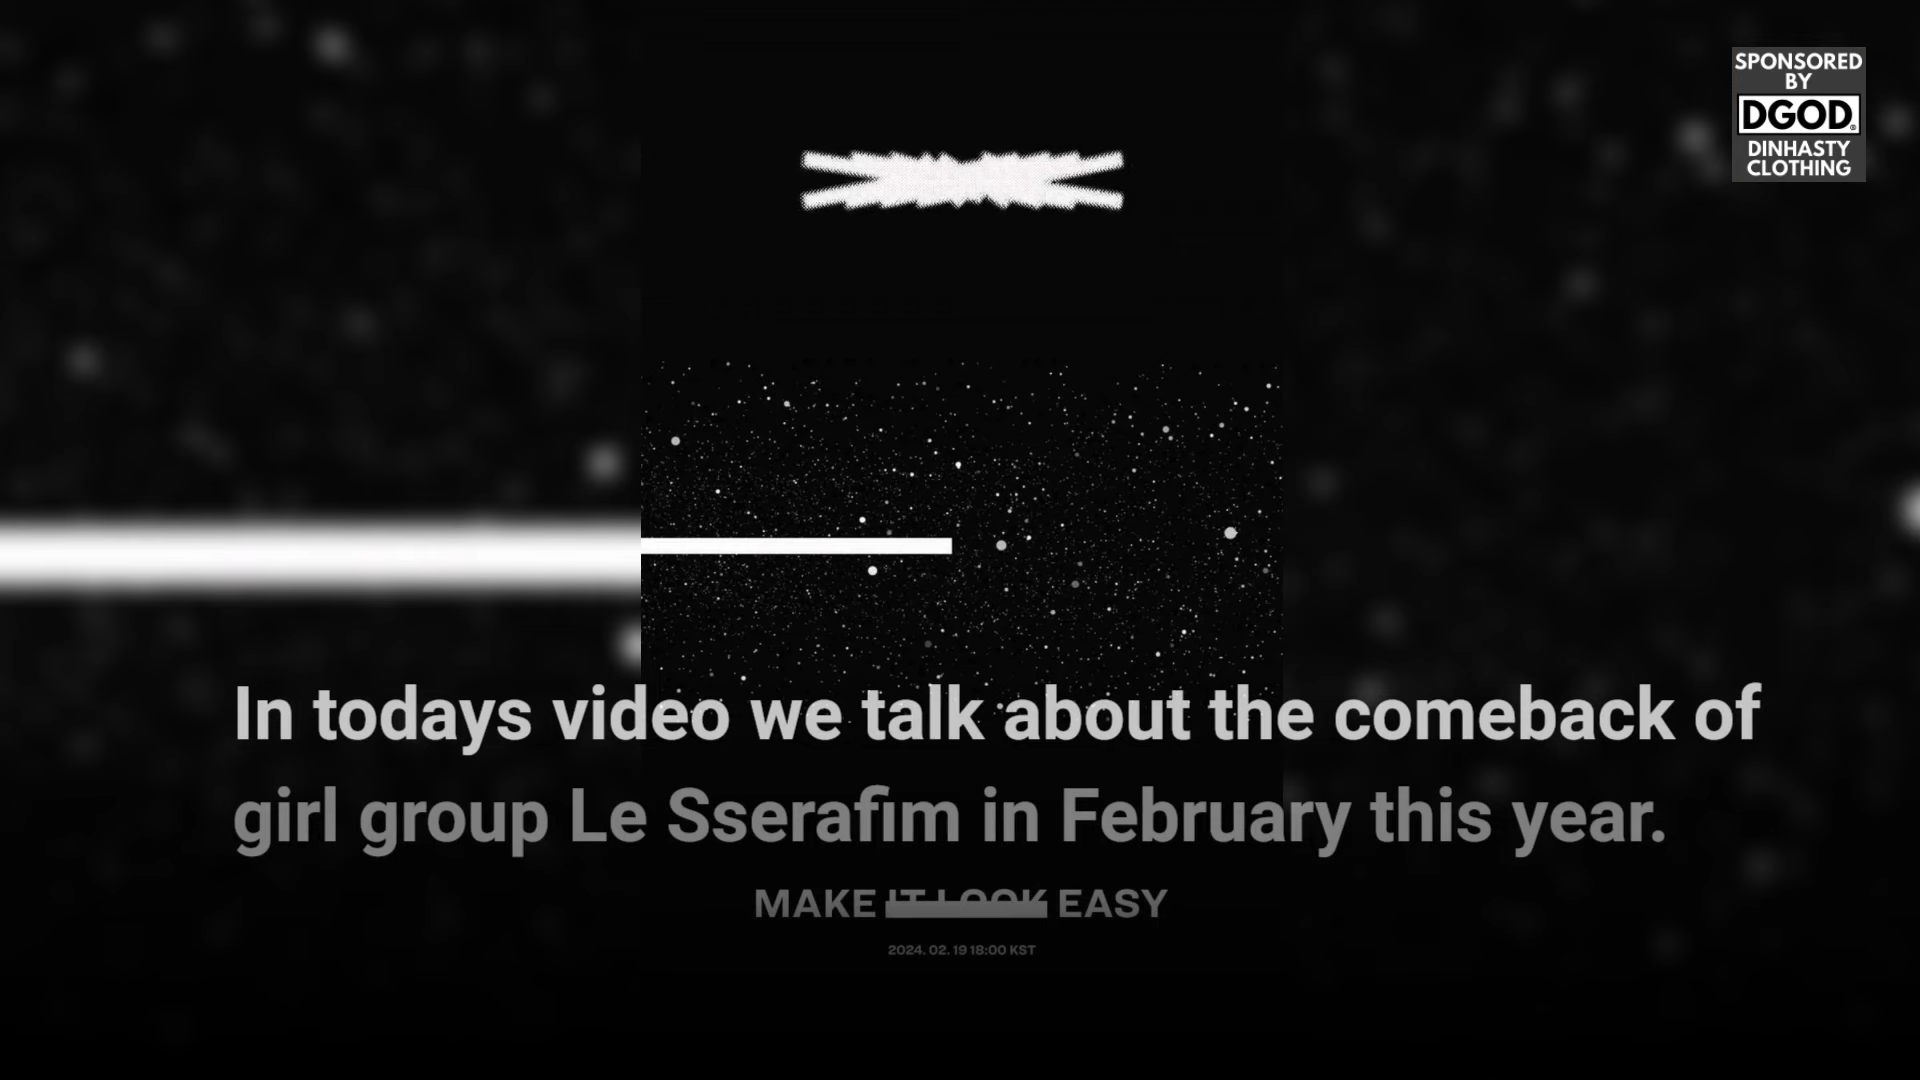 SPONSORED
BY
DGOD®
DINHASTY
CLOTHING
In todays video we talk about the comeback of
girl group Le Sserafim in February this year.
MAKE IT LOOK EASY
2024. 02. 19 18:00 KST